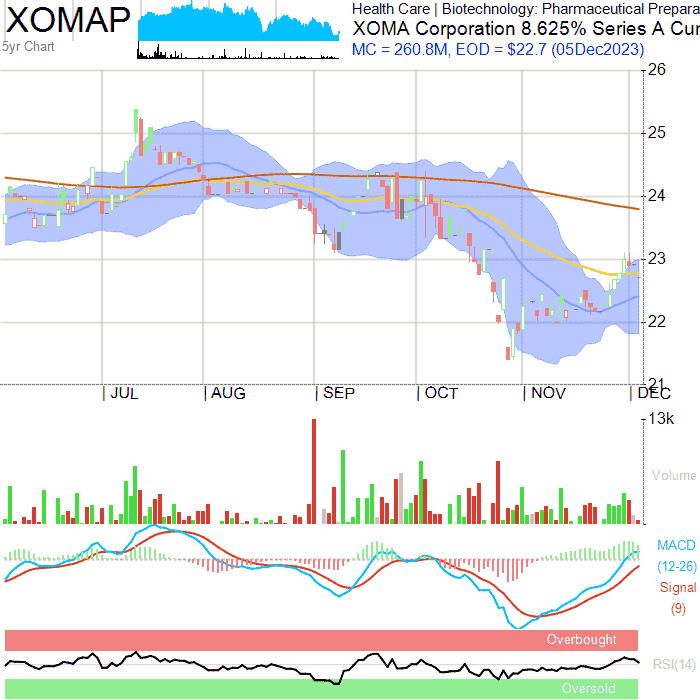 XOMAP
5yr Chart
Health Care | Biotechnology: Pharmaceutical Prepara
XOMA Corporation 8.625% Series A Cur
MC = 260.8M, EOD = $22.7 (05Dec2023)
26
25
24
23
22
21
JUL
AUG
SEP
OCT
NOV
DEC
13k
Volume
MACD
(12-26)
Signal
(9)
Overbought
RSI(14)
Oversold